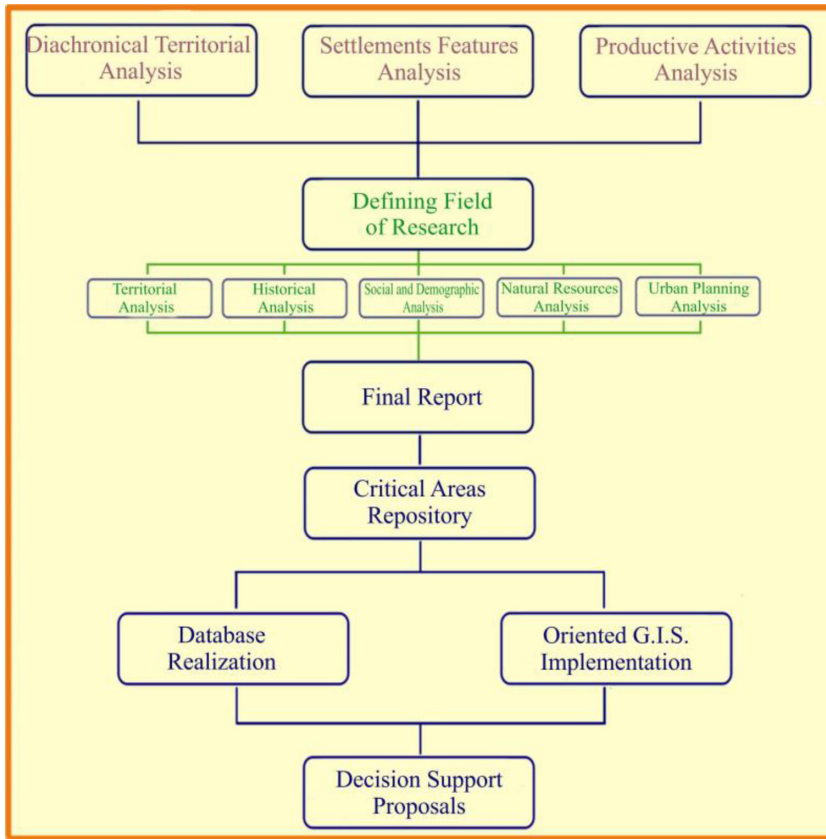 Diachronical Territorial
Analysis
Settlements Features
Analysis
Productive Activities
Analysis
Defining Field
of Research
Territorial
Analysis
Historical
Analysis
Social and Demographic
Analysis
Natural Resources
Analysis
Urban Planning
Analysis
Final Report
Critical Areas
Repository
Database
Realization
Oriented G.I.S.
Implementation
Decision Support
Proposals